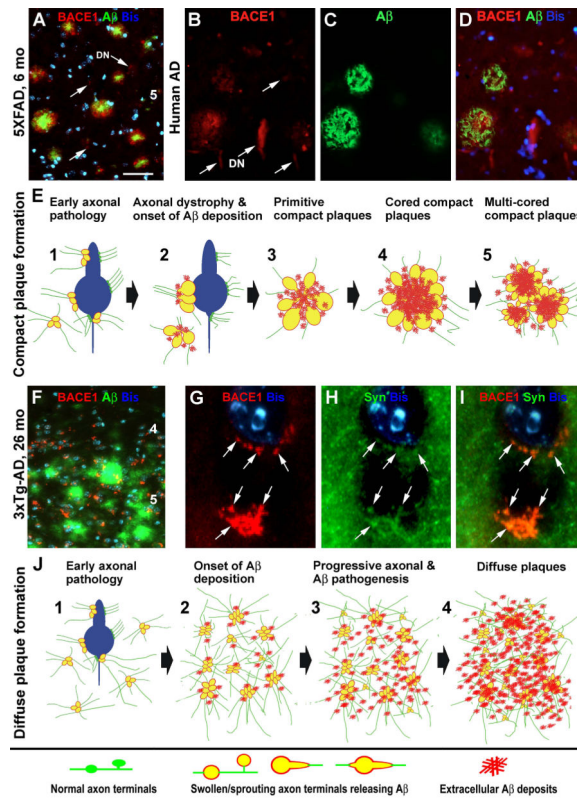 A BACE1 Aβ Bis
DN
5
5XFAD, 6 mo
B BACE1
DN
Human AD
C Aβ
D BACE1 Aβ Bis
E Early axonal pathology
Axonal dystrophy & onset of Aβ deposition
Primitive compact plaques
Cored compact plaques
Multi-cored compact plaques
1 2 3 4 5
Compact plaque formation
F BACE1 Aβ Bis
4
5
3xTg-AD, 26 mo
G BACE1 Bis
H Syn Bis
I BACE1 Syn Bis
J Early axonal pathology
Onset of Aβ deposition
Progressive axonal & Aβ pathogenesis
Diffuse plaques
1 2 3 4
Diffuse plaque formation
Normal axon terminals
Swollen/sprouting axon terminals releasing Aβ
Extracellular Aβ deposits